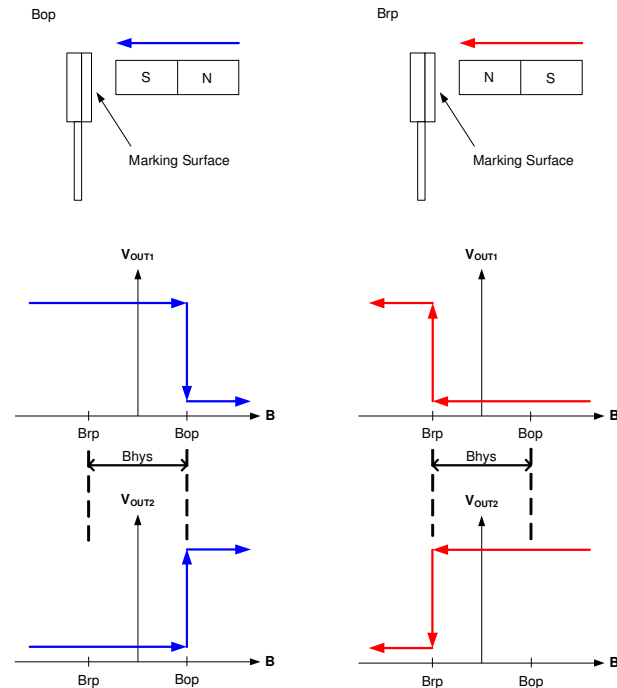 Bop
Brp
S N
N S
Marking Surface
Marking Surface
VOUT1
VOUT1
B
B
Brp Bop
Brp Bop
Bhys
Bhys
VOUT2
VOUT2
B
B
Brp Bop
Brp Bop